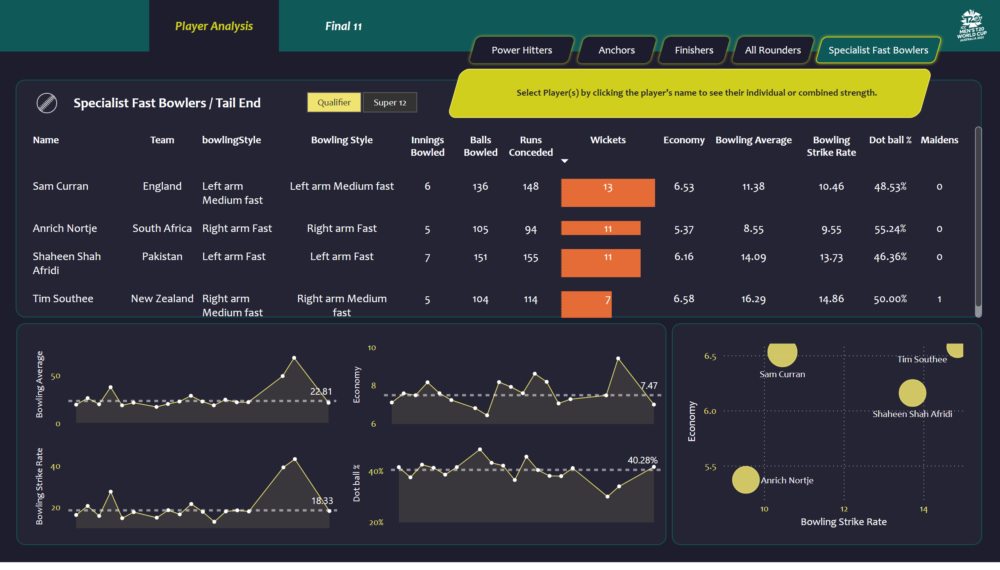 Player Analysis
Final 11
ICC
MEN'S T20
WORLD CUP
AUSTRALIA 2022
Power Hitters
Anchors
Finishers
All Rounders
Specialist Fast Bowlers
Select Player(s) by clicking the player's name to see their individual or combined strength.
Specialist Fast Bowlers / Tail End
Qualifier
Super 12
Name Team bowlingStyle Bowling Style Innings Bowled Balls Bowled Runs Conceded Wickets Economy Bowling Average Bowling Strike Rate Dot ball % Maidens
Sam Curran England Left arm Medium fast Left arm Medium fast 6 136 148 13 6.53 11.38 10.46 48.53% 0
Anrich Nortje South Africa Right arm Fast Right arm Fast 5 105 94 11 5.37 8.55 9.55 55.24% 0
Shaheen Shah Afridi Pakistan Left arm Fast Left arm Fast 7 151 155 11 6.16 14.09 13.73 46.36% 0
Tim Southee New Zealand Right arm Medium fast Right arm Medium fast 5 104 114 7 6.58 16.29 14.86 50.00% 1
Bowling Average
50
0
22.81
Economy
10
8
6
7.47
Bowling Strike Rate
40
20
18.33
Dot ball %
40%
20%
40.28%
Economy
6.5
6.0
5.5
Sam Curran
Tim Southee
Shaheen Shah Afridi
Anrich Nortje
10
12
14
Bowling Strike Rate